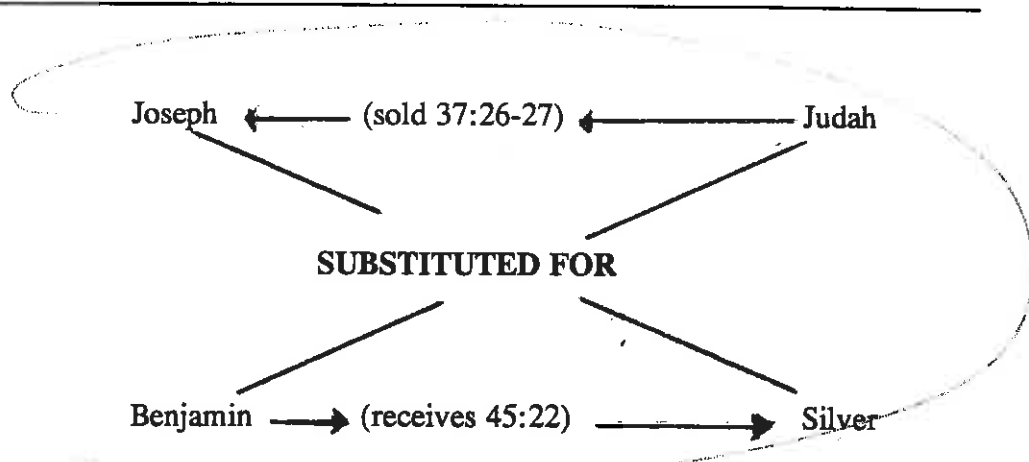 Joseph (sold 37:26-27) Judah
SUBSTITUTED FOR
Benjamin (receives 45:22) Silver